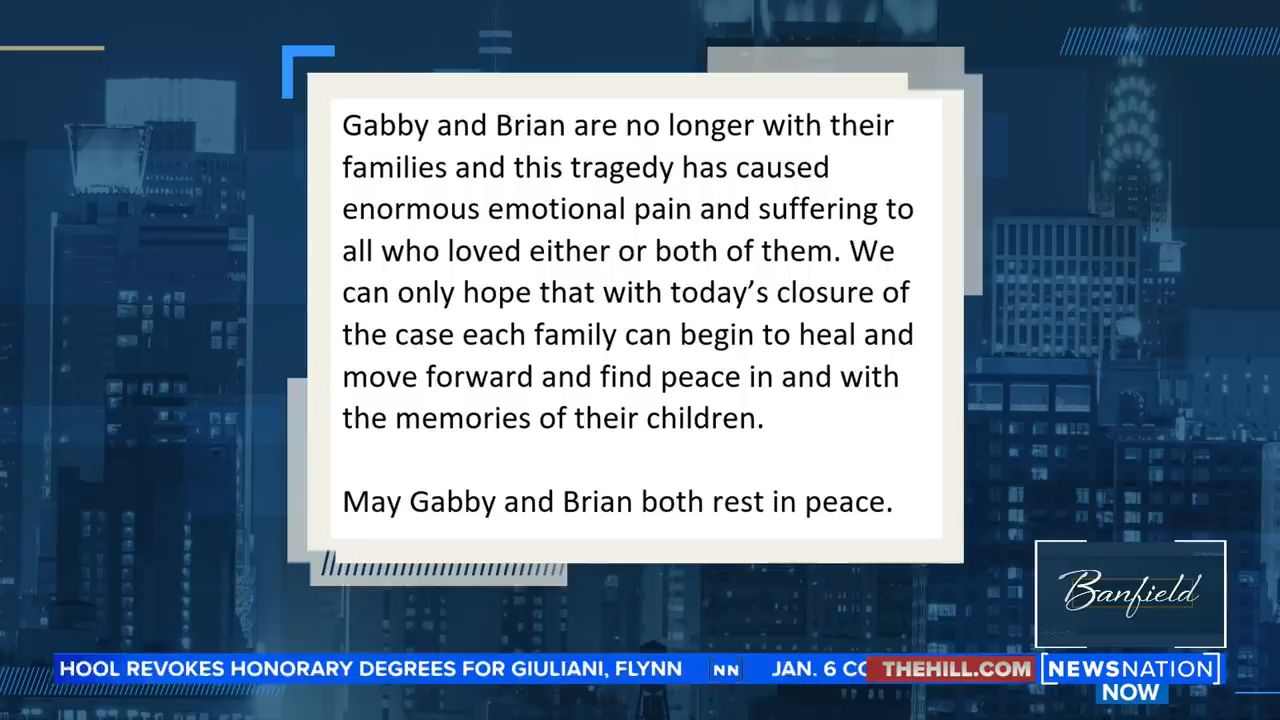 Gabby and Brian are no longer with their
families and this tragedy has caused
enormous emotional pain and suffering to
all who loved either or both of them. We
can only hope that with today’s closure of
the case each family can begin to heal and
move forward and find peace in and with
the memories of their children.
May Gabby and Brian both rest in peace.
Banfield
HOOL REVOKES HONORARY DEGREES FOR GIULIANI, FLYNN NN JAN. 6 CC THEHILL.COM NEWSNATION
NOW